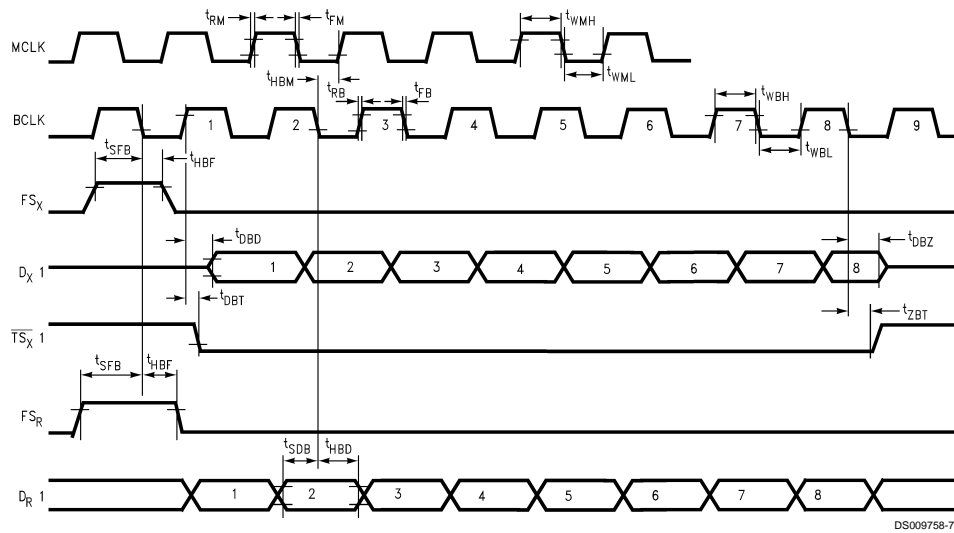 tRM tFM tWMH
MCLK
tHBM tWML
tRB tFB tWBH
BCLK 1 2 3 4 5 6 7 8 9
tSFB tHBF tWBL
FSX
tDBD tDBZ
DX 1 1 2 3 4 5 6 7 8
tDBT tZBT
TSX 1
tSFB tHBF
FSR
tSDB tHBD
DR 1 1 2 3 4 5 6 7 8
DS009758-7